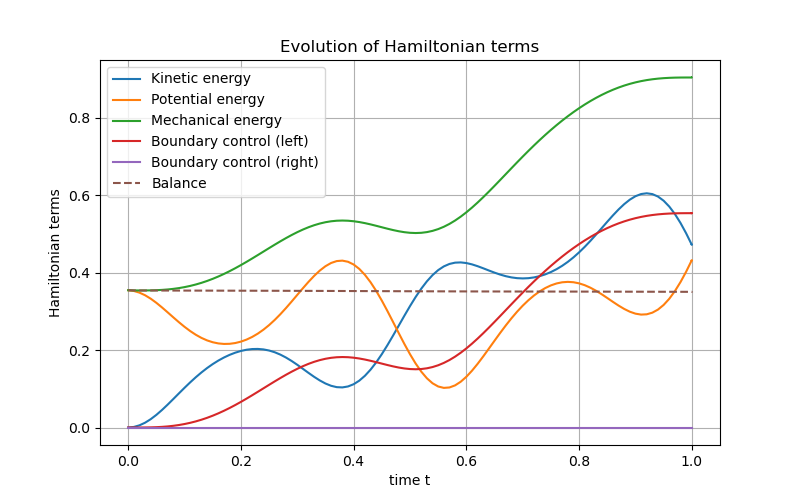 Evolution of Hamiltonian terms
Kinetic energy
Potential energy
Mechanical energy
Boundary control (left)
Boundary control (right)
Balance
Hamiltonian terms
0.8
0.6
0.4
0.2
0.0
0.0 0.2 0.4 0.6 0.8 1.0
time t